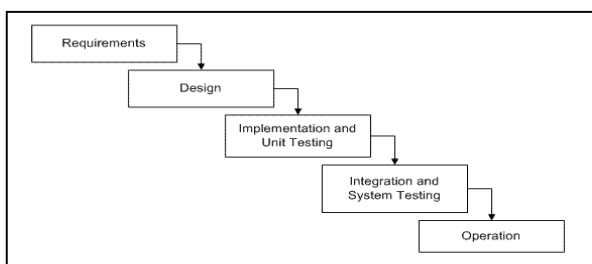 Requirements
Design
Implementation and
Unit Testing
Integration and
System Testing
Operation